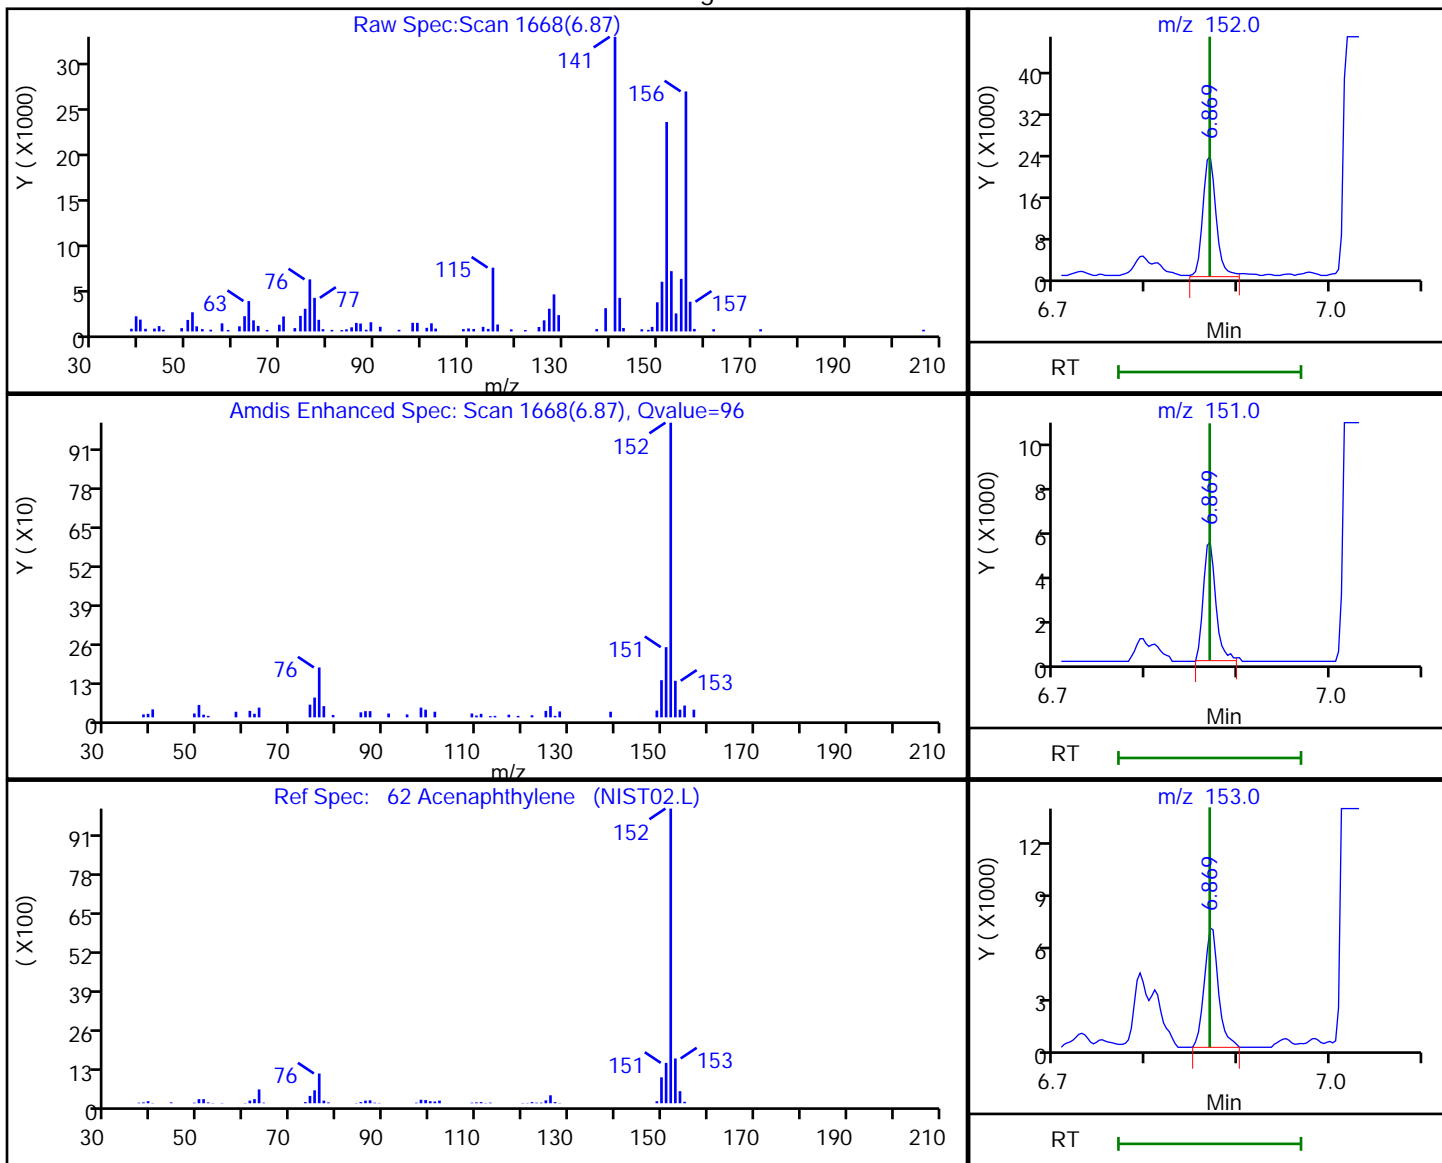 Raw Spec:Scan 1668(6.87)
Y ( X1000)
30
25
20
15
10
5
0
141
156
115
76
77
63
157
30 50 70 90 110 130 150 170 190 210
m/z
m/z 152.0
Y ( X1000)
40
32
24
16
8
0
6.869
6.7 7.0
Min
RT
Amdis Enhanced Spec: Scan 1668(6.87), Qvalue=96
Y ( X10)
91
78
65
52
39
26
13
0
152
151
76
153
30 50 70 90 110 130 150 170 190 210
m/z
m/z 151.0
Y ( X1000)
10
8
6
4
2
0
6.869
6.7 7.0
Min
RT
Ref Spec: 62 Acenaphthylene (NIST02.L)
( X100)
91
78
65
52
39
26
13
0
152
151
153
76
30 50 70 90 110 130 150 170 190 210
m/z 153.0
Y ( X1000)
12
9
6
3
0
6.869
6.7 7.0
Min
RT